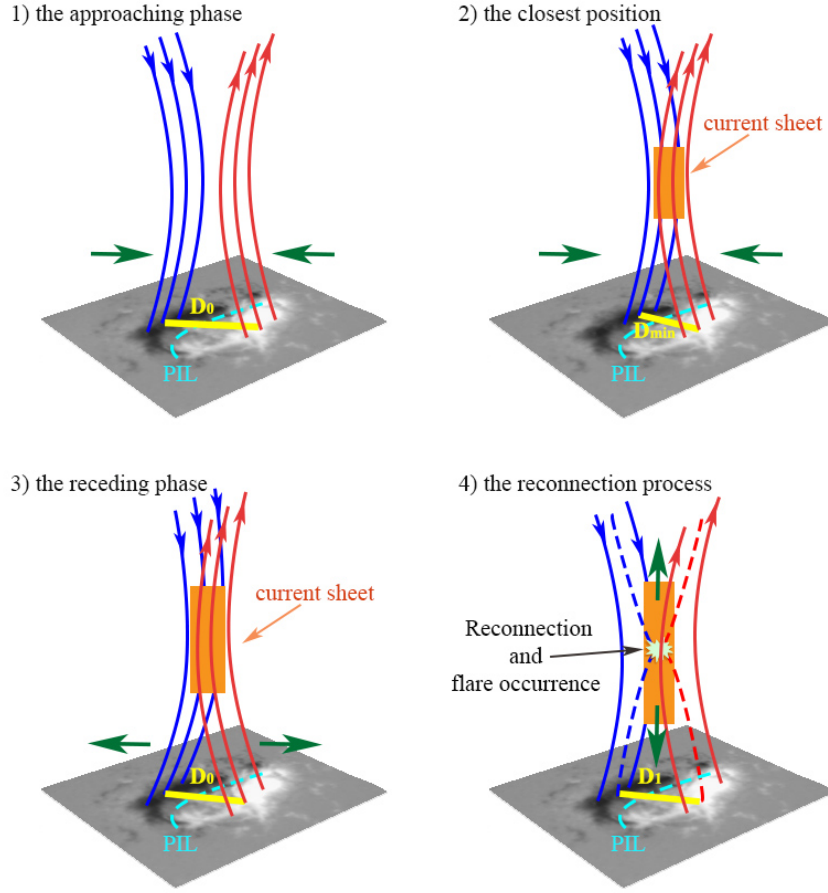 1) the approaching phase
D0
PIL
2) the closest position
current sheet
Dmin
PIL
3) the receding phase
current sheet
D0
PIL
4) the reconnection process
Reconnection
and
flare occurrence
D1
PIL